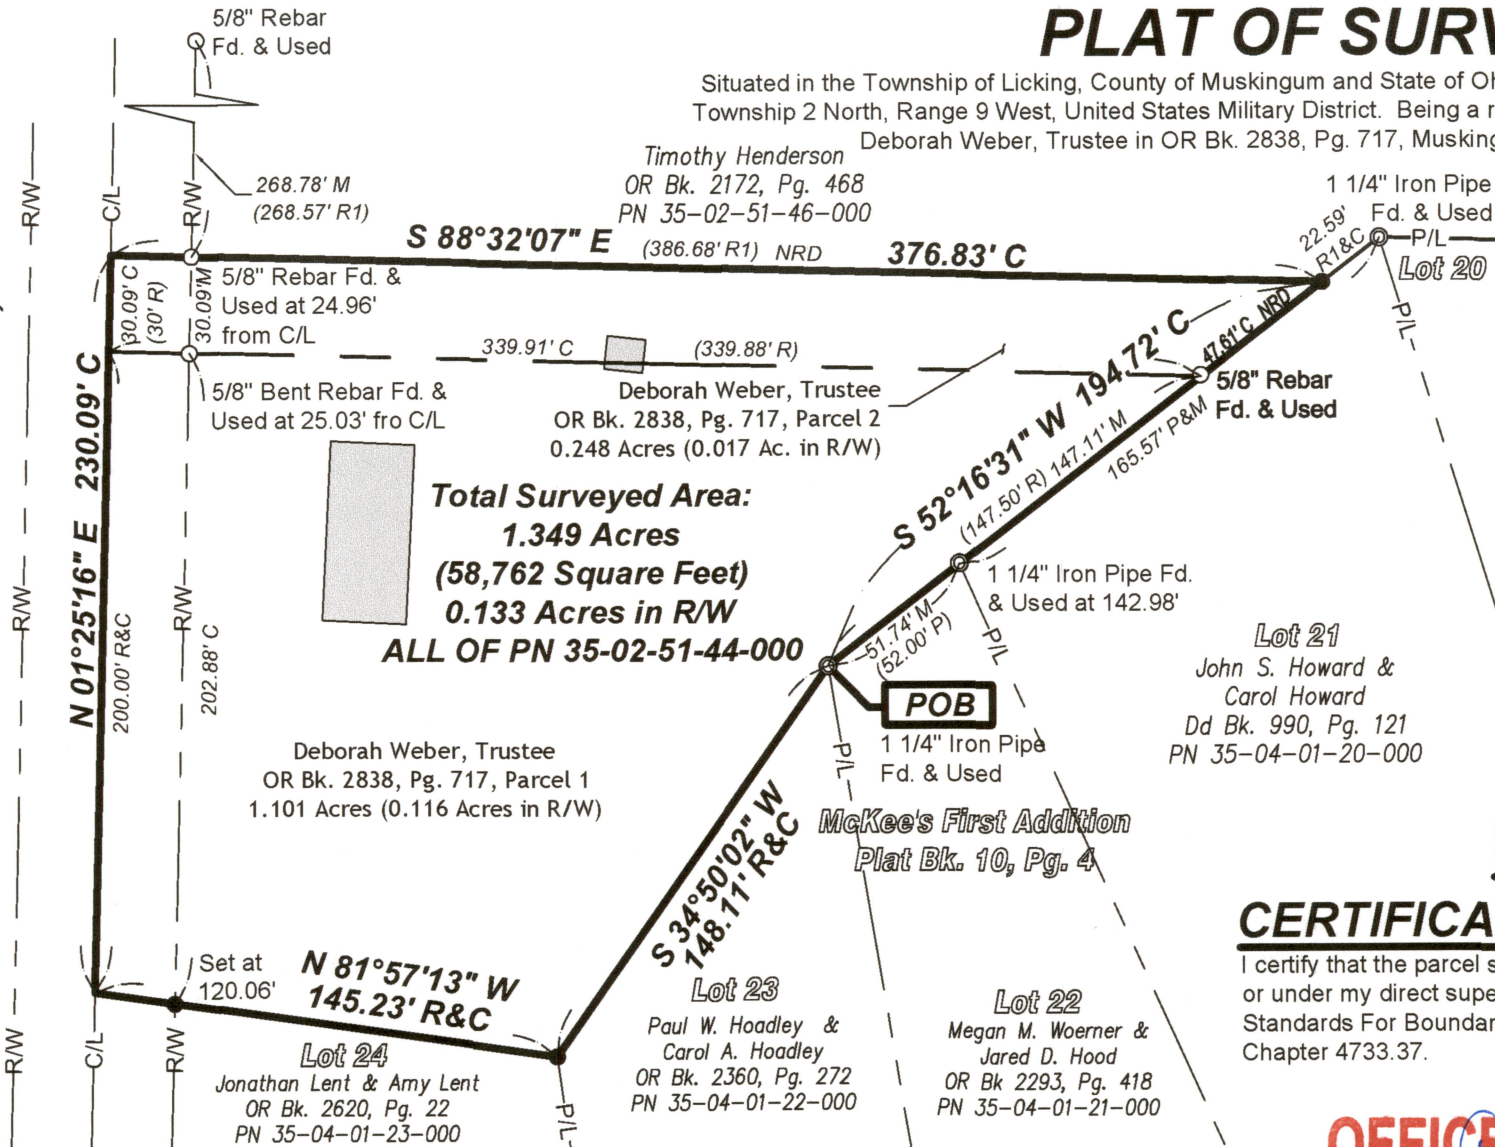 5/8" Rebar
Fd. & Used
PLAT OF SURV
Situated in the Township of Licking, County of Muskingum and State of Oh
Township 2 North, Range 9 West, United States Military District. Being a r
Deborah Weber, Trustee in OR Bk. 2838, Pg. 717, Musking
Timothy Henderson
OR Bk. 2172, Pg. 468
PN 35-02-51-46-000
R/W
C/L
R/W
268.78' M
(268.57' R1)
1 1/4" Iron Pipe
Fd. & Used
22.59'
R1&C
P/L
Lot 20
P/L
S 88°32'07" E
(386.68' R1) NRD
376.83' C
30.09' C
(30' R)
30.09'M
5/8" Rebar Fd. &
Used at 24.96'
from C/L
339.91' C
(339.88' R)
47.61' C NRD
5/8" Rebar
Fd. & Used
5/8" Bent Rebar Fd. &
Used at 25.03' fro C/L
Deborah Weber, Trustee
OR Bk. 2838, Pg. 717, Parcel 2
0.248 Acres (0.017 Ac. in R/W)
S 52°16'31" W 194.72' C
(147.50' R) 147.11' M
165.57' P&M
N 01°25'16" E 230.09' C
200.00' R&C
R/W
R/W
202.88' C
Total Surveyed Area:
1.349 Acres
(58,762 Square Feet)
0.133 Acres in R/W
ALL OF PN 35-02-51-44-000
1 1/4" Iron Pipe Fd.
& Used at 142.98'
51.74' M
(52.00' P)
P/L
POB
1 1/4" Iron Pipe
Fd. & Used
P/L
Lot 21
John S. Howard &
Carol Howard
Dd Bk. 990, Pg. 121
PN 35-04-01-20-000
Deborah Weber, Trustee
OR Bk. 2838, Pg. 717, Parcel 1
1.101 Acres (0.116 Acres in R/W)
McKee's First Addition
Plat Bk. 10, Pg. 4
S 34°50'02" W
148.11' R&C
CERTIFICA
I certify that the parcel s
or under my direct supe
Standards For Boundar
Chapter 4733.37.
Set at
120.06'
N 81°57'13" W
145.23' R&C
R/W
C/L
R/W
Lot 24
Jonathan Lent & Amy Lent
OR Bk. 2620, Pg. 22
PN 35-04-01-23-000
P/L
Lot 23
Paul W. Hoadley &
Carol A. Hoadley
OR Bk. 2360, Pg. 272
PN 35-04-01-22-000
Lot 22
Megan M. Woerner &
Jared D. Hood
OR Bk 2293, Pg. 418
PN 35-04-01-21-000
OFFICE